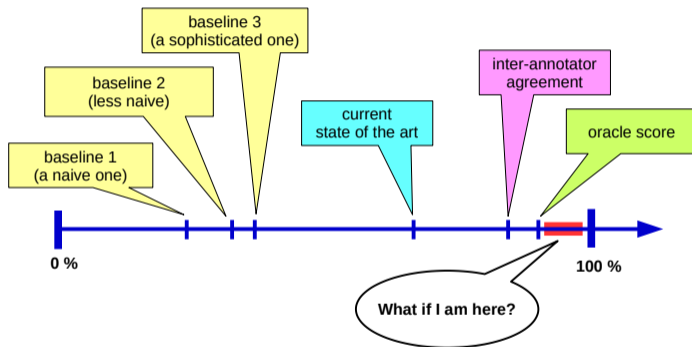 baseline 3
(a sophisticated one)
baseline 2
(less naive)
inter-annotator
agreement
current
state of the art
oracle score
baseline 1
(a naive one)
0 %
100 %
What if I am here?